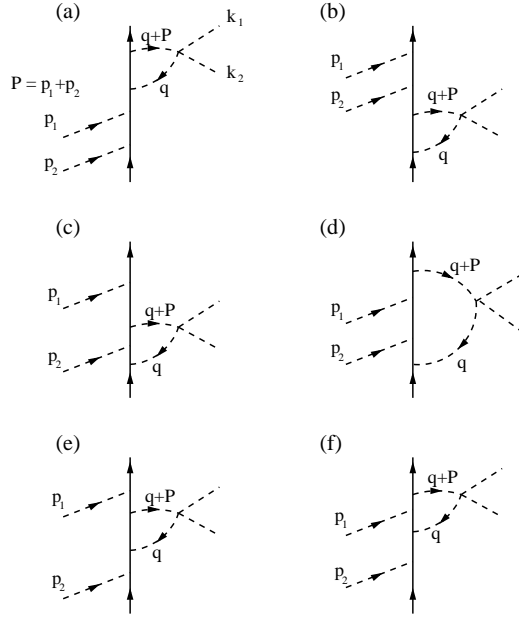 (a)
q+P
k₁
k₂
q
P = p₁+p₂
p₁
p₂
(b)
p₁
p₂
q+P
q
(c)
p₁
q+P
p₂
q
(d)
q+P
p₁
p₂
q
(e)
p₁
q+P
q
p₂
(f)
q+P
p₁
q
p₂